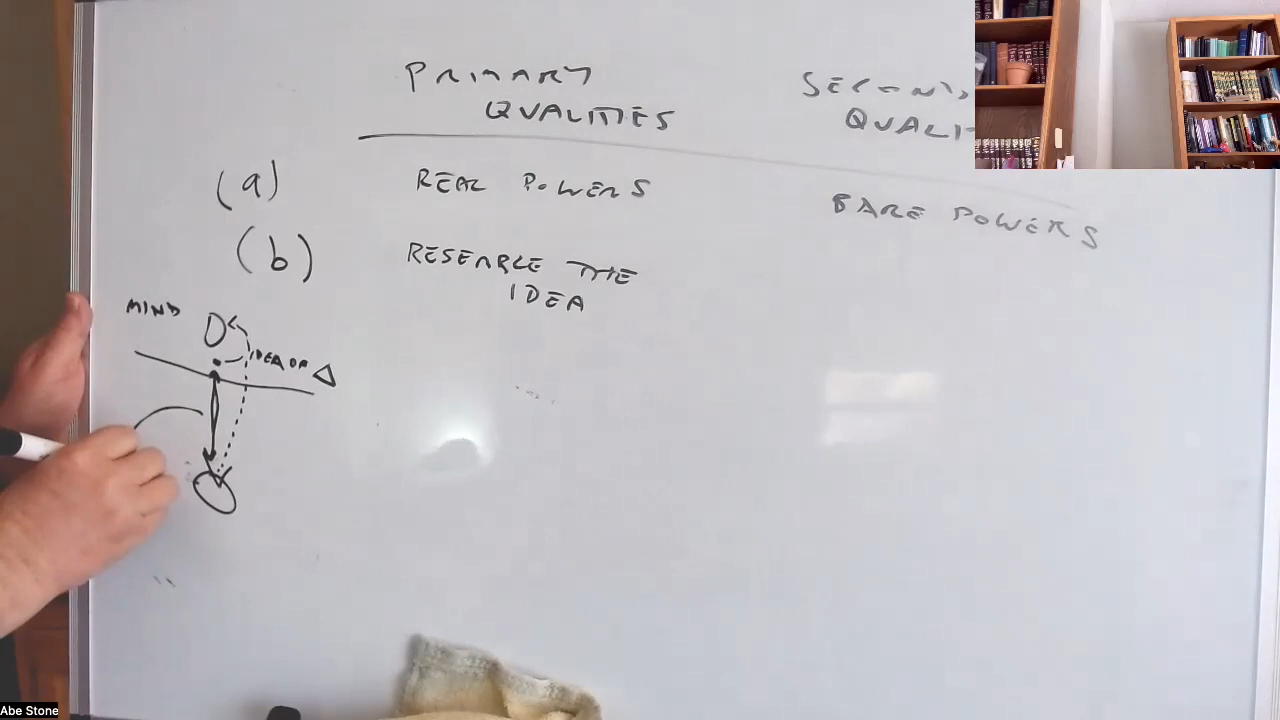 PRIMARY
QUALITIES
(a) REAL POWERS
BARE POWERS
(b) RESEMBLE THE
IDEA
MIND
IDEA OF
Abe Stone